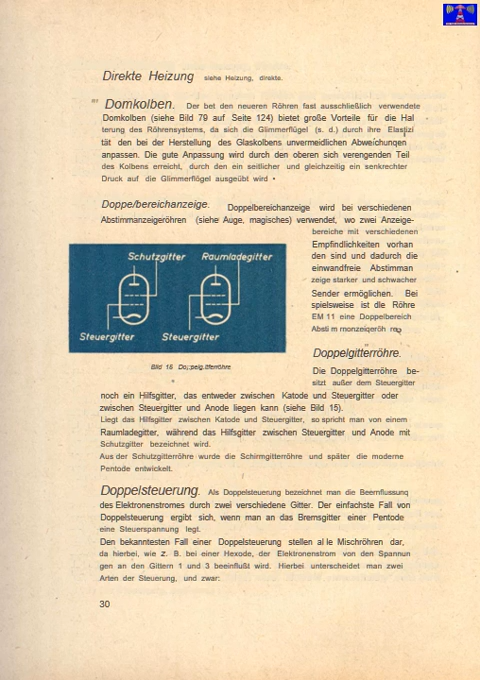 Direkte Heizung siehe Heizung, direkte.
Domkolben. Der bet den neueren Röhren fast ausschließlich verwendete
Domkolben (siehe Bild 79 auf Seite 124) bietet große Vorteile für die Hal
terung des Röhrensystems, da sich die Glimmerflügel (s. d.) durch ihre Elastizi
tät den bei der Herstellung des Glaskolbens unvermeidlichen Abweichungen
anpassen. Die gute Anpassung wird durch den oberen sich verengenden Teil
des Kolbens erreicht, durch den ein seitlicher und gleichzeitig ein senkrechter
Druck auf die Glimmerflögel ausgeübt wird •
Doppe/bereichanzeige. Doppelbereichanzeige wird bei verschiedenen
Abstimmanzeigeröhren (siehe Auge, magisches) verwendet, wo zwei Anzeige-
bereiche mit verschiedenen
Empfindlichkeiten vorhan
den sind und dadurch die
einwandfreie Abstimman
zeige starker und schwacher
Sender ermöglichen. Bei
spielsweise ist dle Röhre
EM 11 eine Doppelbereich
Schutzgitter Raumladegitter
Steuergitter Steuergitter
Bild 15
Doppelgitterröhre.
Die Doppelgitterröhre be-
sitzt außer dem Steuergitter
noch ein Hilfsgitter, das entweder zwischen Katode und Steuergitter oder
zwischen Steuergitter und Anode liegen kann (siehe Bild 15).
Liegt das Hilfsgitter zwischen Katode und Steuergitter, so spricht man von einem
Raumladegitter, während das Hilfsgitter zwischen Steuergitter und Anode mit
Schutzgitter bezeichnet wird.
Aus der Schutzgitterröhre wurde die Schirmgitterröhre und später die moderne
Pentode entwickelt.
Doppelsteuerung. Als Doppelsteuerung bezeichnet man die Beernflussung
des Elektronenstromes durch zwei verschiedene Gitter. Der einfachste Fall von
Doppelsteuerung ergibt sich, wenn man an das Bremsgitter einer Pentode
eine Steuerspannung legt.
Den bekanntesten Fall einer Doppelsteuerung stellen al le Mischröhren dar,
da hierbei, wie z. B. bei einer Hexode, der Elektronenstrom von den Spannun
gen an den Gittern 1 und 3 beeinflußt wird. Hierbei unterscheidet man zwei
Arten der Steuerung, und zwar:
30